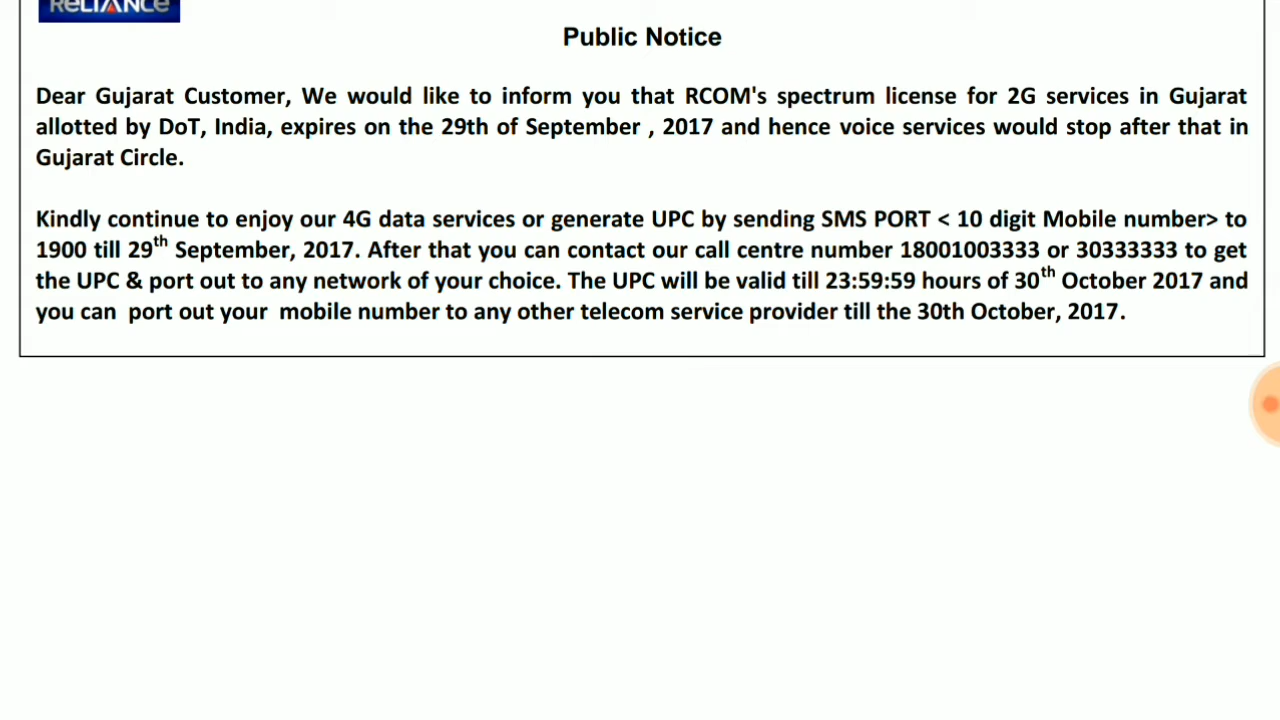 RELIANCE
Public Notice
Dear Gujarat Customer, We would like to inform you that RCOM's spectrum license for 2G services in Gujarat
allotted by DoT, India, expires on the 29th of September , 2017 and hence voice services would stop after that in
Gujarat Circle.
Kindly continue to enjoy our 4G data services or generate UPC by sending SMS PORT < 10 digit Mobile number> to
1900 till 29th September, 2017. After that you can contact our call centre number 18001003333 or 30333333 to get
the UPC & port out to any network of your choice. The UPC will be valid till 23:59:59 hours of 30th October 2017 and
you can port out your mobile number to any other telecom service provider till the 30th October, 2017.